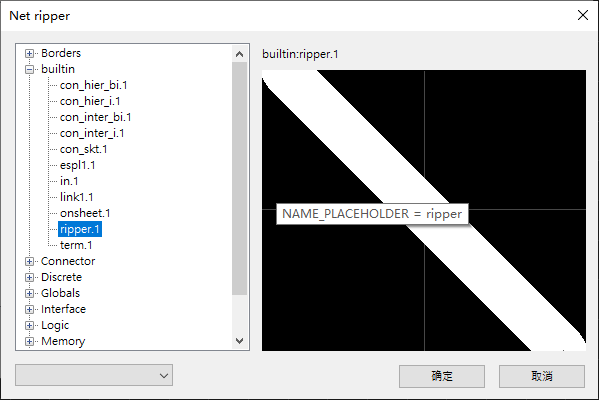 Net ripper
Borders
builtin
con_hier_bi.1
con_hier_i.1
con_inter_bi.1
con_inter_i.1
con_skt.1
espl1.1
in.1
link1.1
onsheet.1
ripper.1
term.1
Connector
Discrete
Globals
Interface
Logic
Memory
builtin:ripper.1
NAME_PLACEHOLDER = ripper
确定
取消